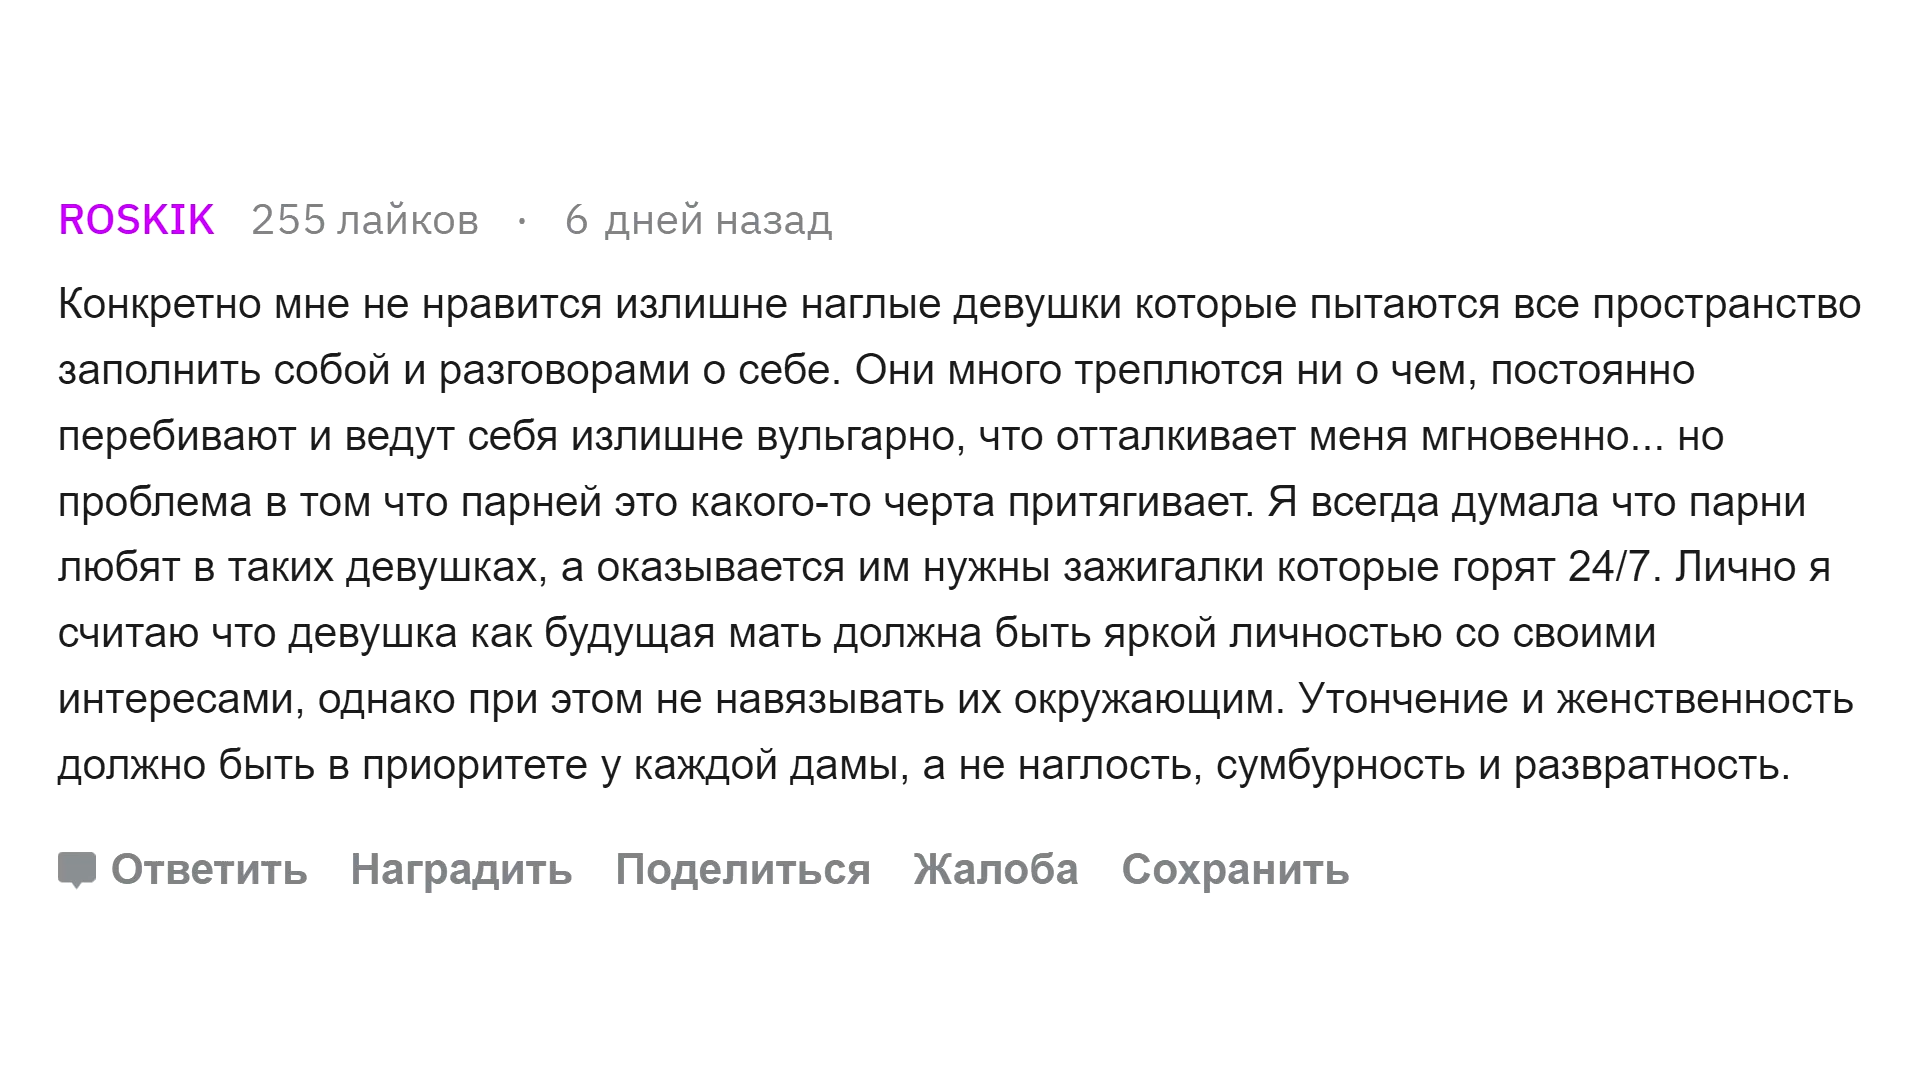 ROSKIK 255 лайков · 6 дней назад
Конкретно мне не нравится излишне наглые девушки которые пытаются все пространство
заполнить собой и разговорами о себе. Они много треплются ни о чем, постоянно
перебивают и ведут себя излишне вульгарно, что отталкивает меня мгновенно... но
проблема в том что парней это какого-то черта притягивает. Я всегда думала что парни
любят в таких девушках, а оказывается им нужны зажигалки которые горят 24/7. Лично я
считаю что девушка как будущая мать должна быть яркой личностью со своими
интересами, однако при этом не навязывать их окружающим. Утончение и женственность
должно быть в приоритете у каждой дамы, а не наглость, сумбурность и развратность.
Ответить Наградить Поделиться Жалоба Сохранить